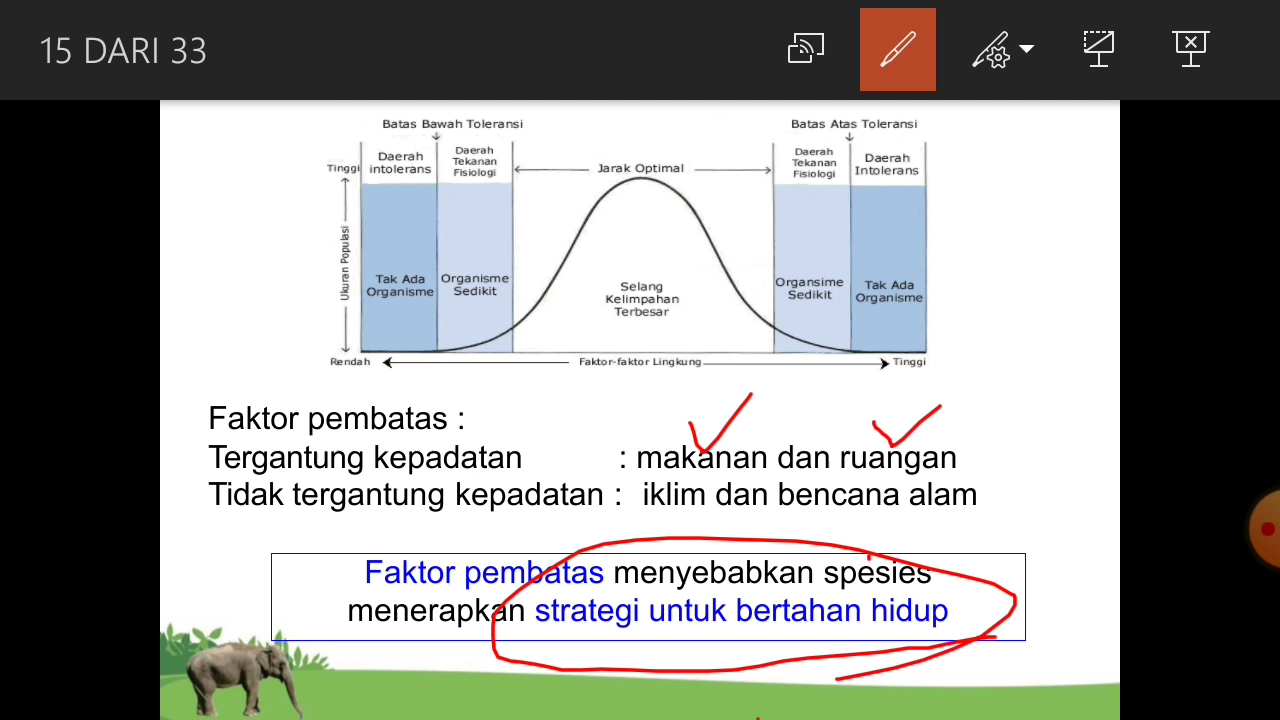 15 DARI 33
Batas Bawah Toleransi
Batas Atas Toleransi
Tinggi
Daerah
intolerans
Daerah
Tekanan
Fisiologi
Jarak Optimal
Daerah
Tekanan
Fisiologi
Daerah
Intolerans
Ukuran Populasi
Tak Ada
Organisme
Organisme
Sedikit
Selang
Kelimpahan
Terbesar
Organsime
Sedikit
Tak Ada
Organisme
Rendah
Faktor-faktor Lingkung
Tinggi
Faktor pembatas :
Tergantung kepadatan : makanan dan ruangan
Tidak tergantung kepadatan : iklim dan bencana alam
Faktor pembatas menyebabkan spesies
menerapkan strategi untuk bertahan hidup